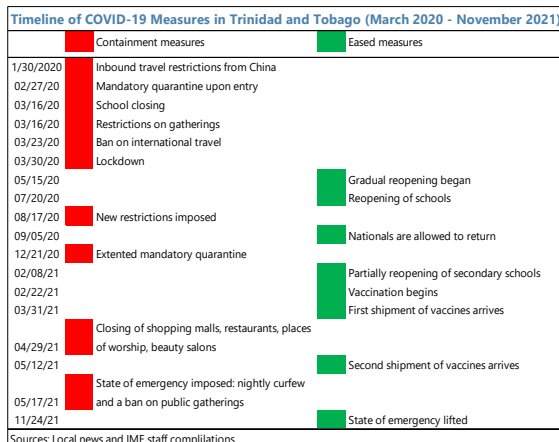 Timeline of COVID-19 Measures in Trinidad and Tobago (March 2020 - November 2021)
Containment measures Eased measures
1/30/2020 Inbound travel restrictions from China
02/27/20 Mandatory quarantine upon entry
03/16/20 School closing
03/16/20 Restrictions on gatherings
03/23/20 Ban on international travel
03/30/20 Lockdown
05/15/20 Gradual reopening began
07/20/20 Reopening of schools
08/17/20 New restrictions imposed
09/05/20 Nationals are allowed to return
12/21/20 Extented mandatory quarantine
02/08/21 Partially reopening of secondary schools
02/22/21 Vaccination begins
03/31/21 First shipment of vaccines arrives
Closing of shopping malls, restaurants, places
04/29/21 of worship, beauty salons
05/12/21 Second shipment of vaccines arrives
State of emergency imposed: nightly curfew
05/17/21 and a ban on public gatherings
11/24/21 State of emergency lifted
Sources: Local news and IMF staff complilations